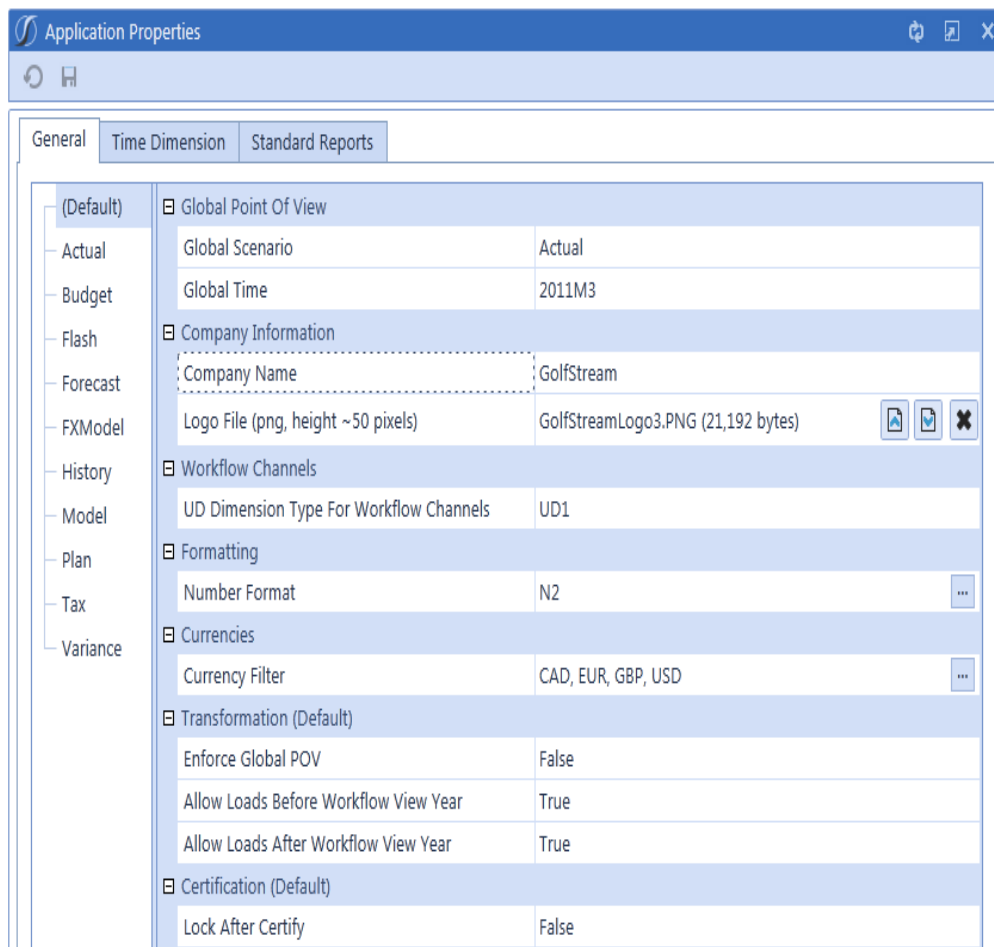 Application Properties
General Time Dimension Standard Reports
(Default)
Actual
Budget
Flash
Forecast
FXModel
History
Model
Plan
Tax
Variance
Global Point Of View
Global Scenario Actual
Global Time 2011M3
Company Information
Company Name GolfStream
Logo File (png, height ~50 pixels) GolfStreamLogo3.PNG (21,192 bytes)
Workflow Channels
UD Dimension Type For Workflow Channels UD1
Formatting
Number Format N2 ...
Currencies
Currency Filter CAD, EUR, GBP, USD ...
Transformation (Default)
Enforce Global POV False
Allow Loads Before Workflow View Year True
Allow Loads After Workflow View Year True
Certification (Default)
Lock After Certify False